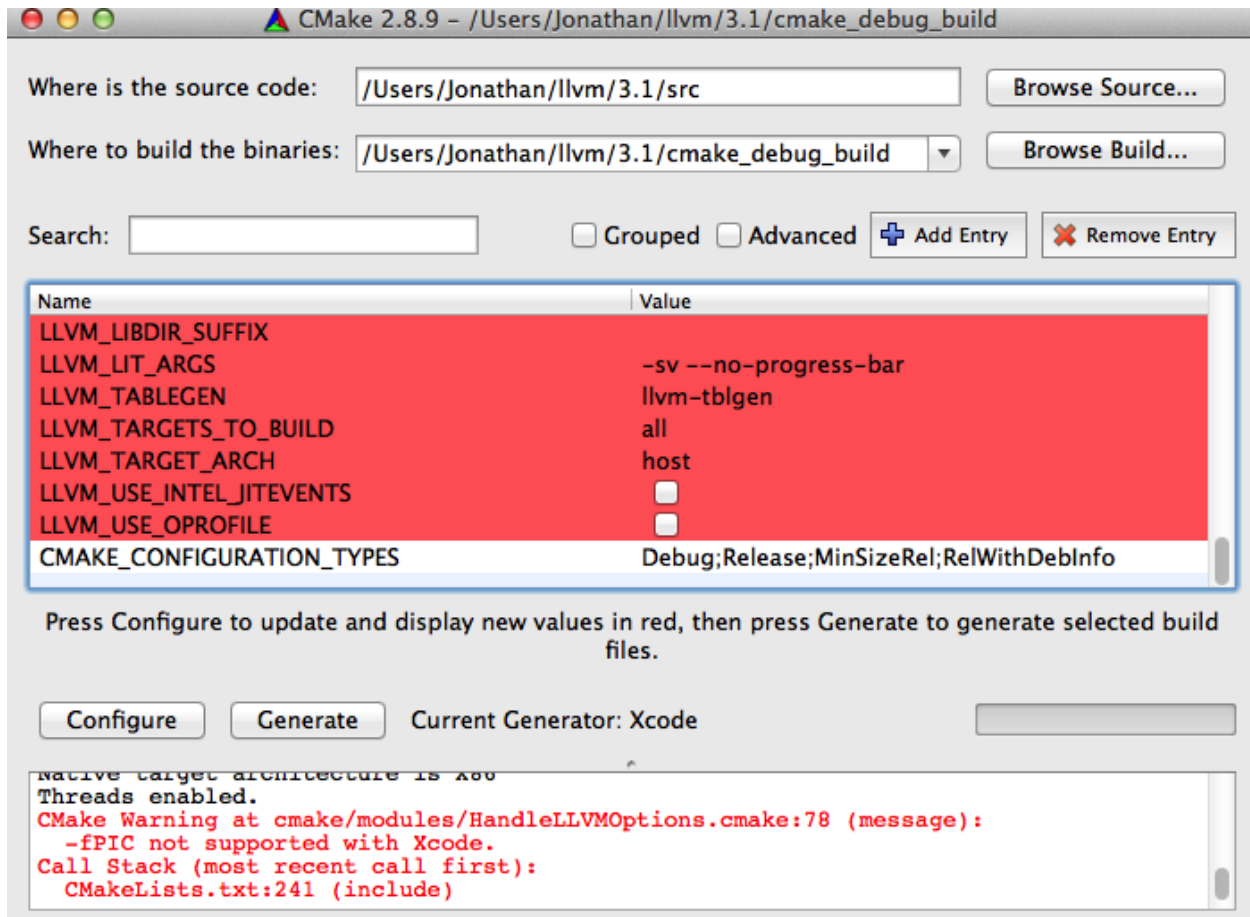 CMake 2.8.9 – /Users/Jonathan/llvm/3.1/cmake_debug_build
Where is the source code: /Users/Jonathan/llvm/3.1/src Browse Source...
Where to build the binaries: /Users/Jonathan/llvm/3.1/cmake_debug_build Browse Build...
Search: Grouped Advanced Add Entry Remove Entry
Name Value
LLVM_LIBDIR_SUFFIX
LLVM_LIT_ARGS -sv --no-progress-bar
LLVM_TABLEGEN llvm-tblgen
LLVM_TARGETS_TO_BUILD all
LLVM_TARGET_ARCH host
LLVM_USE_INTEL_JITEVENTS
LLVM_USE_OPROFILE
CMAKE_CONFIGURATION_TYPES Debug;Release;MinSizeRel;RelWithDebInfo
Press Configure to update and display new values in red, then press Generate to generate selected build
files.
Configure Generate Current Generator: Xcode
Native target architecture is X86
Threads enabled.
CMake Warning at cmake/modules/HandleLLVMOptions.cmake:78 (message):
-fPIC not supported with Xcode.
Call Stack (most recent call first):
CMakeLists.txt:241 (include)